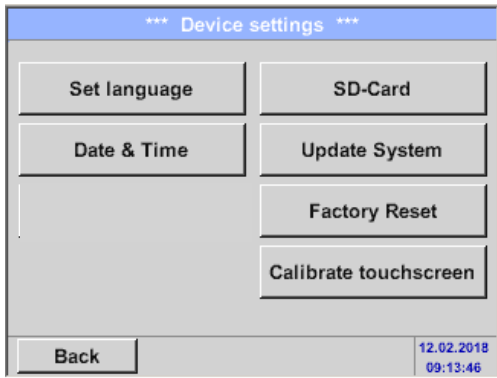 *** Device settings ***
Set language
SD-Card
Date & Time
Update System
Factory Reset
Calibrate touchscreen
Back
12.02.2018
09:13:46